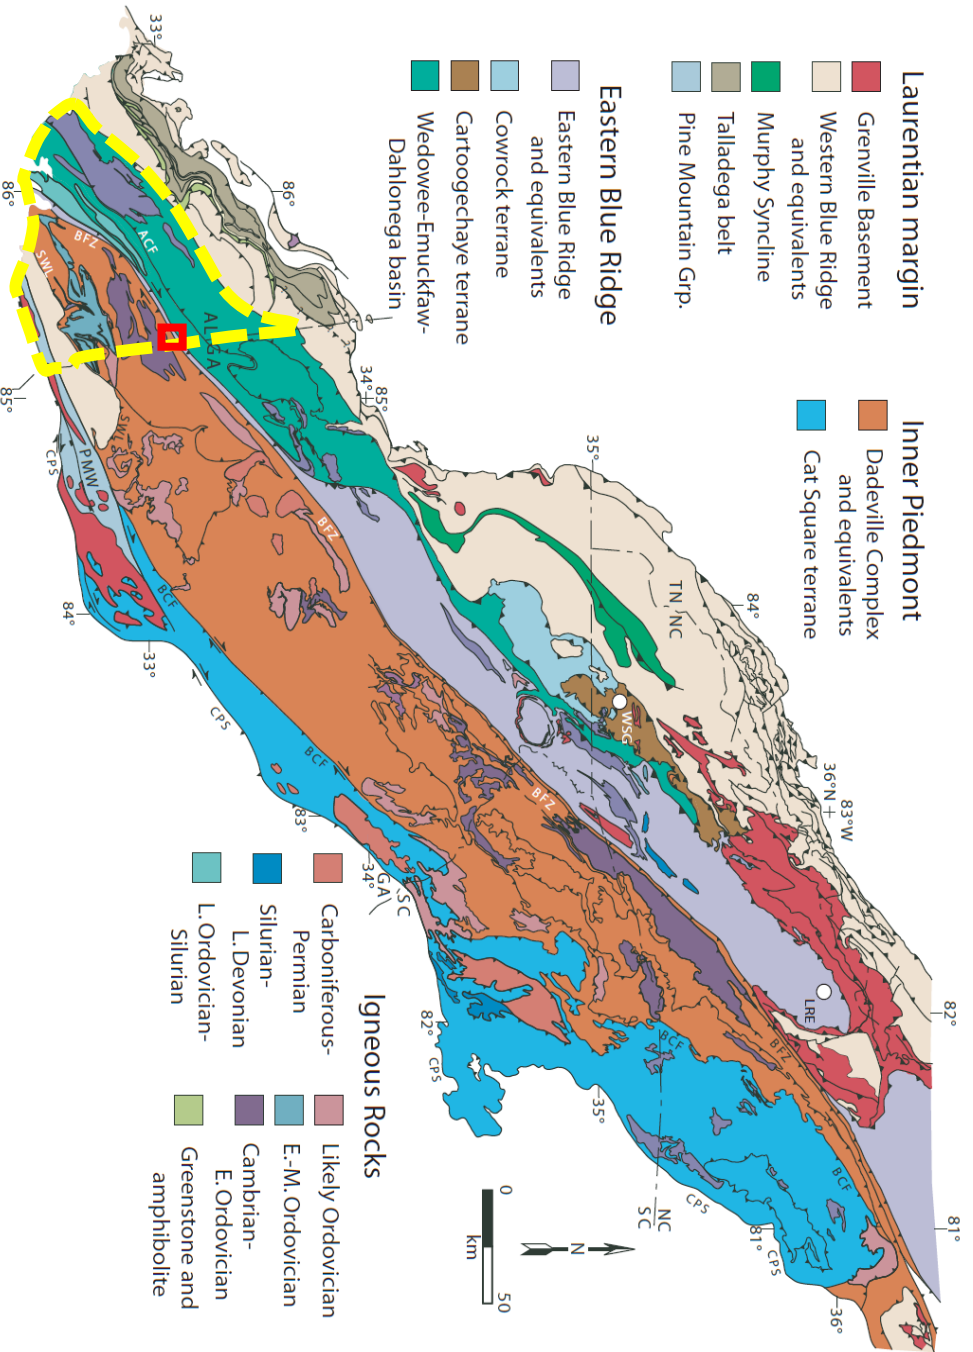 Laurentian margin
Grenville Basement
Western Blue Ridge
and equivalents
Murphy Syncline
Talladega belt
Pine Mountain Grp.
Eastern Blue Ridge
Eastern Blue Ridge
and equivalents
Cowrock terrane
Cartoogechaye terrane
Wedowee-Emuckfaw-
Dahlonega basin
Inner Piedmont
Dadeville Complex
and equivalents
Cat Square terrane
Igneous Rocks
Carboniferous-
Permian
Silurian-
L. Devonian
L. Ordovician-
Silurian
Likely Ordovician
E.-M. Ordovician
Cambrian-
E. Ordovician
Greenstone and
amphibolite
33°
86°
86°
85°
34°
85°
35°
84°
TN NC
36°N
83°W
82°
81°
36°
81°
35°
82°
34°
83°
33°
84°
BFZ
ACF
SWL
AL GA
PMW
CPS
BCF
BFZ
CPS
BCF
BFZ
WSG
LRE
BFZ
BCF
BCF
CPS
CPS
CPS
GA SC
NC
SC
N
0
50
km